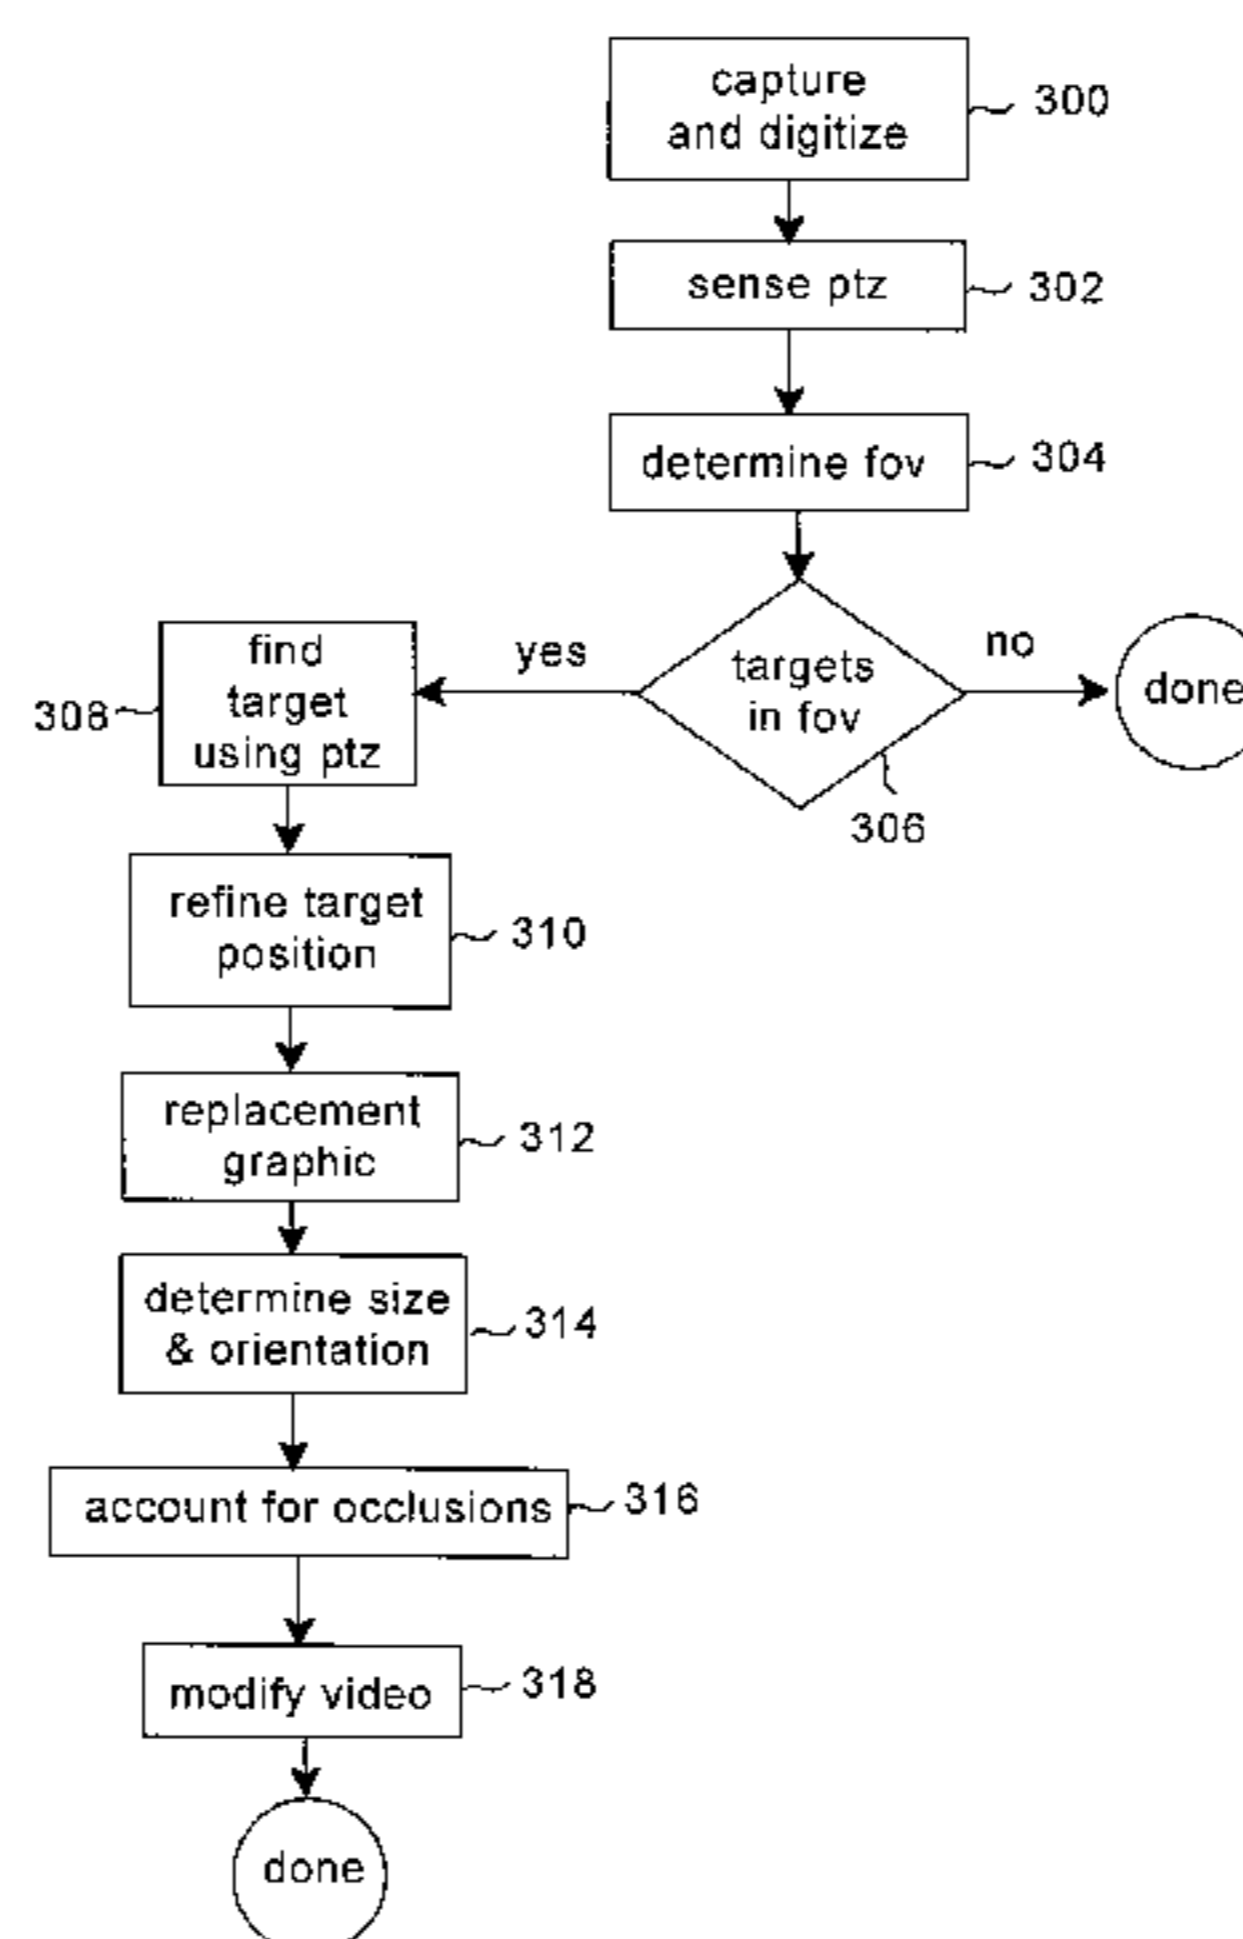 capture
and digitize
300
sense ptz
302
determine fov
304
targets
in fov
306
yes
no
done
find
target
using ptz
308
refine target
position
310
replacement
graphic
312
determine size
& orientation
314
account for occlusions
316
modify video
318
done